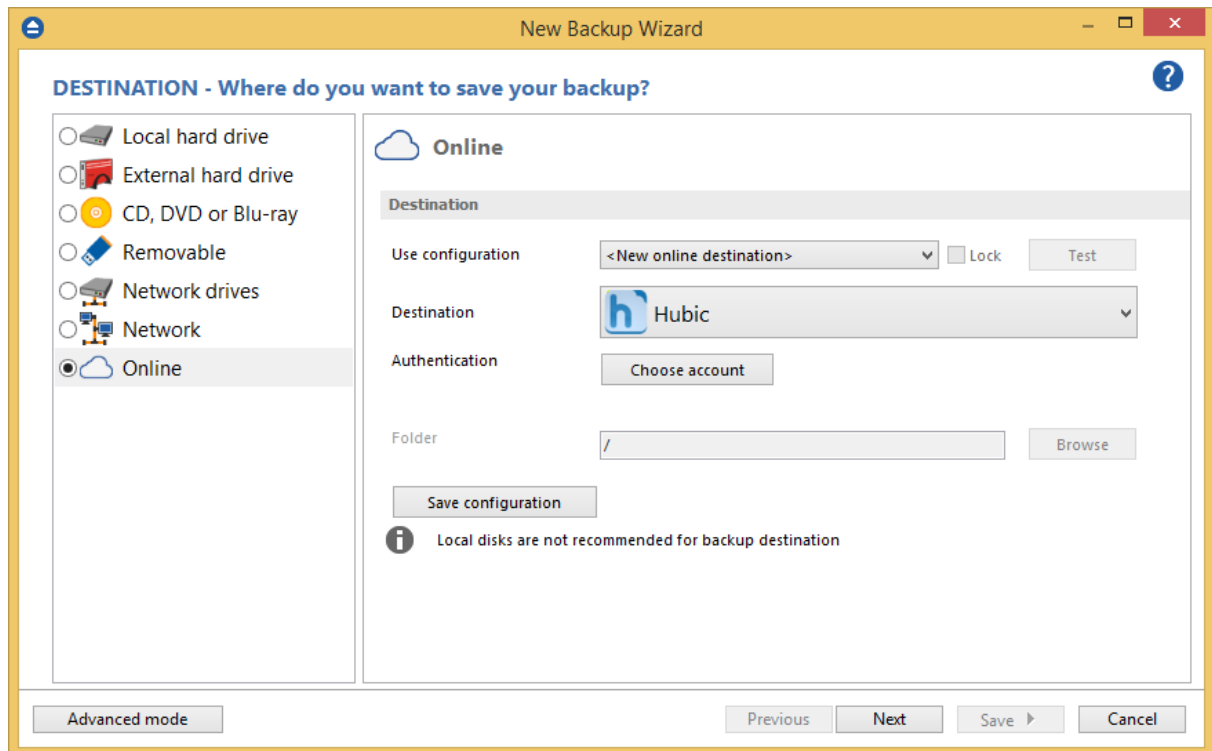 New Backup Wizard
DESTINATION - Where do you want to save your backup?
?
Local hard drive
External hard drive
CD, DVD or Blu-ray
Removable
Network drives
Network
Online
Online
Destination
Use configuration
<New online destination>
Lock
Test
Destination
h Hubic
Authentication
Choose account
Folder
/
Browse
Save configuration
i Local disks are not recommended for backup destination
Advanced mode
Previous
Next
Save
Cancel